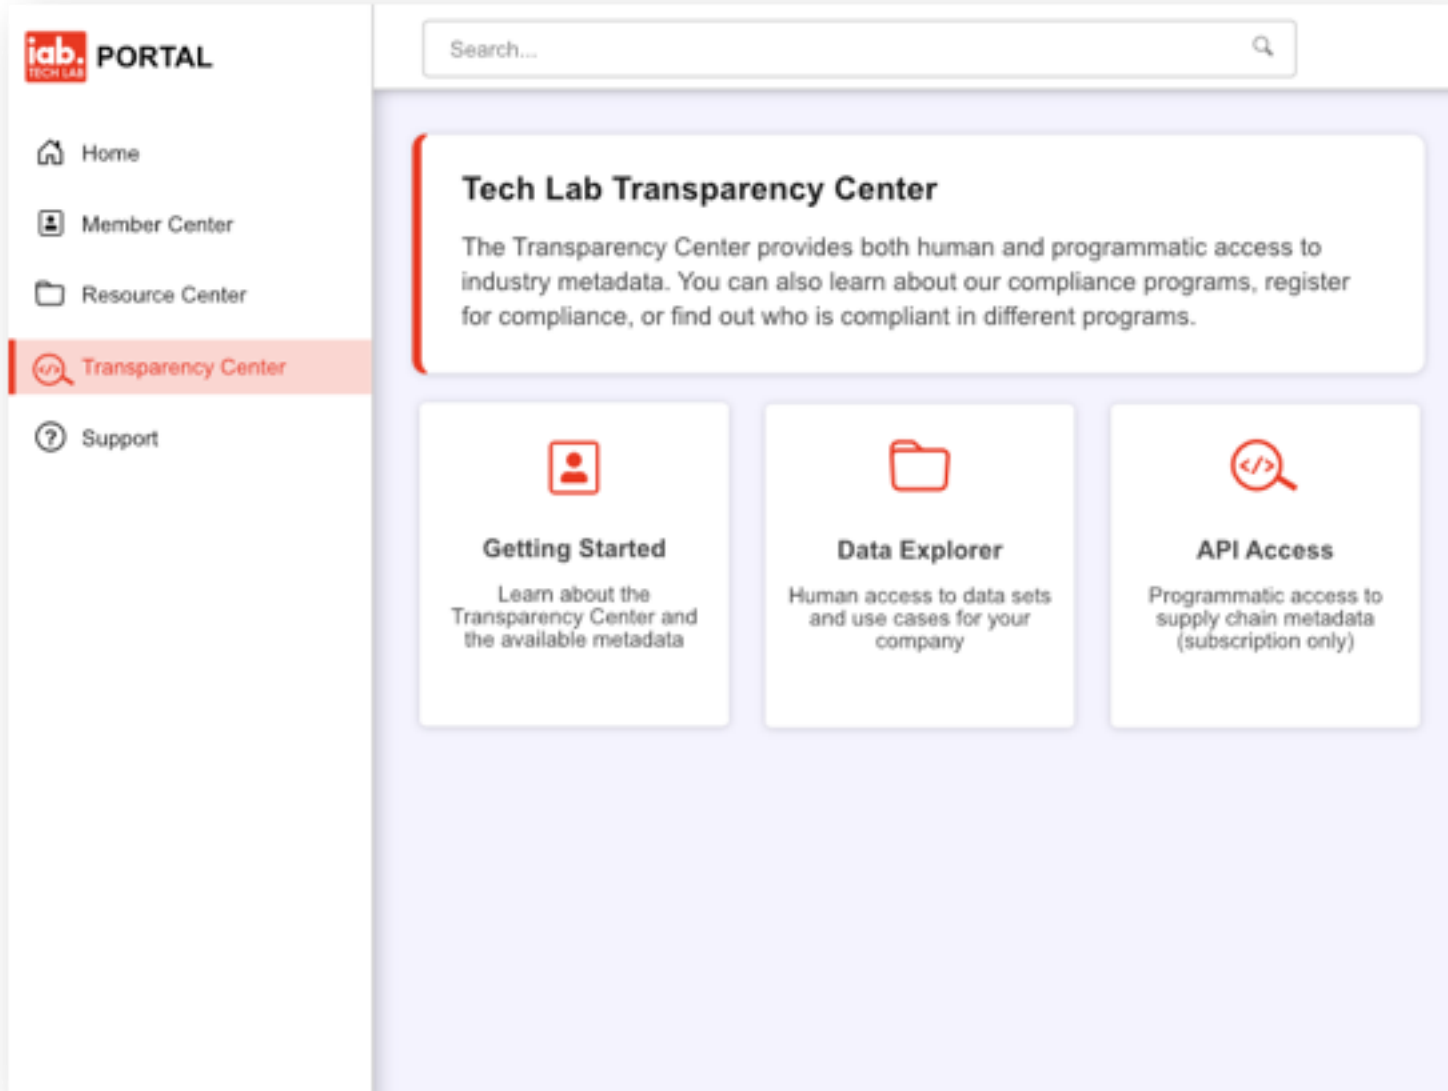 iab.
TECH LAB
PORTAL
Home
Member Center
Resource Center
Transparency Center
Support
Search...
Tech Lab Transparency Center
The Transparency Center provides both human and programmatic access to
industry metadata. You can also learn about our compliance programs, register
for compliance, or find out who is compliant in different programs.
Getting Started
Learn about the
Transparency Center and
the available metadata
Data Explorer
Human access to data sets
and use cases for your
company
API Access
Programmatic access to
supply chain metadata
(subscription only)